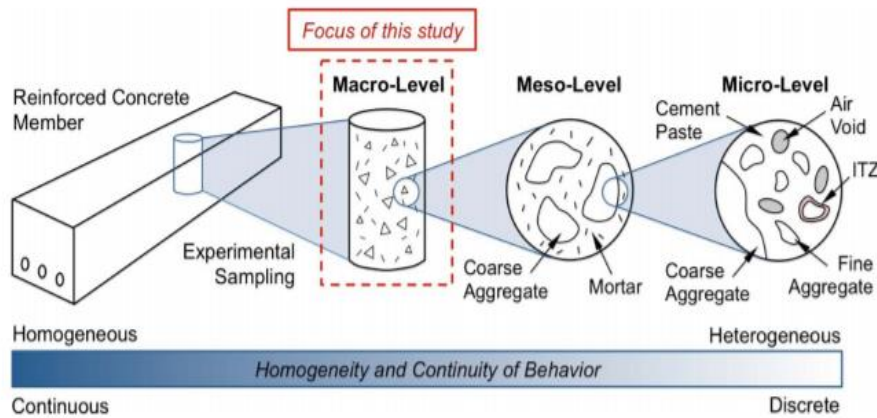 Focus of this study
Reinforced Concrete
Member
Macro-Level
Meso-Level
Micro-Level
Cement
Paste
Air
Void
ITZ
Experimental
Sampling
Coarse
Aggregate
Mortar
Coarse
Aggregate
Fine
Aggregate
Homogeneous
Heterogeneous
Homogeneity and Continuity of Behavior
Continuous
Discrete